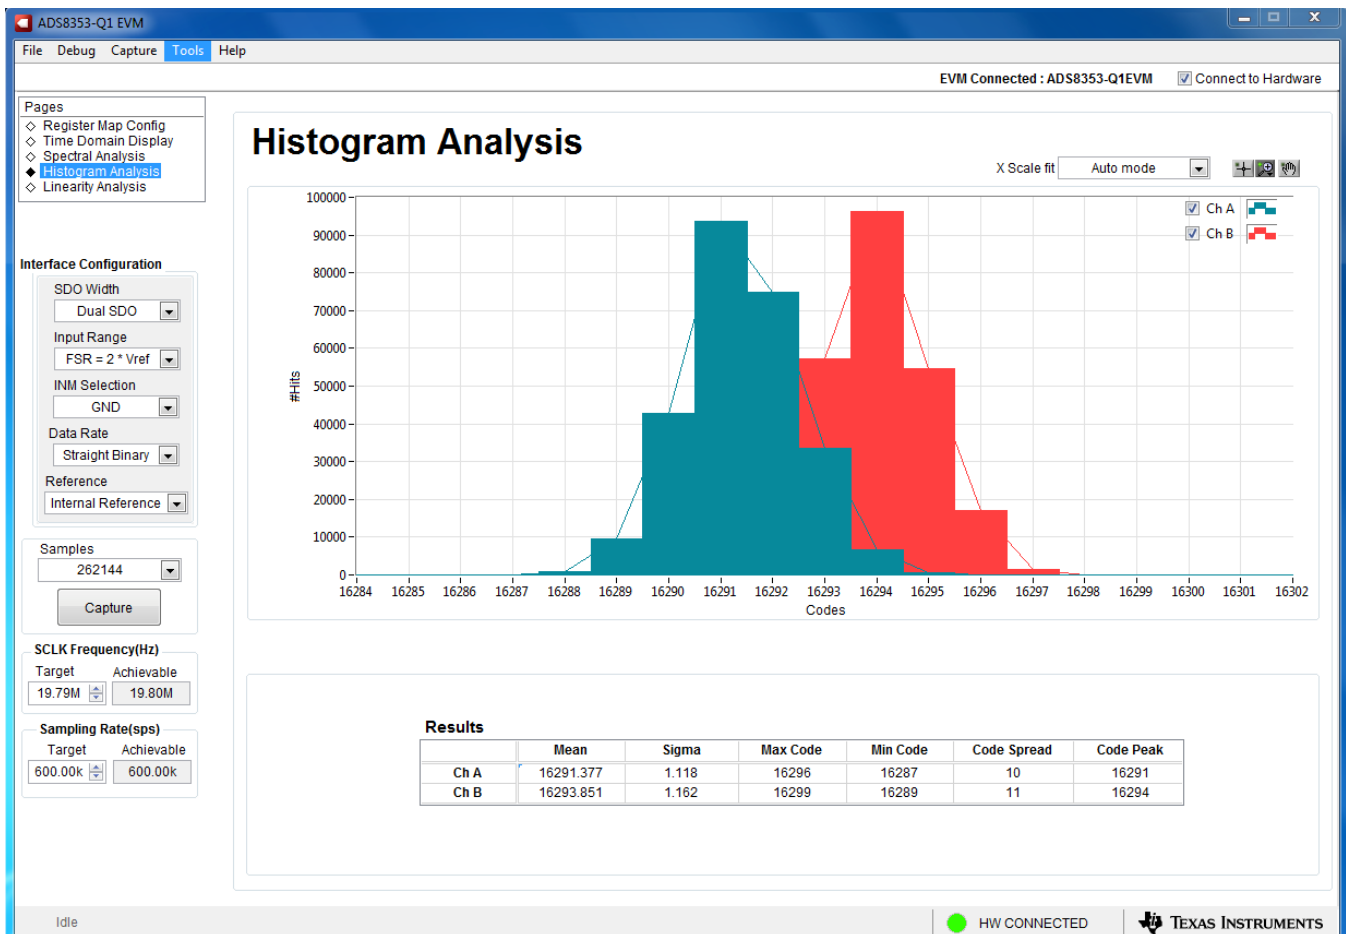 ADS8353-Q1 EVM
File Debug Capture Tools Help
EVM Connected : ADS8353-Q1EVM Connect to Hardware
Pages
Register Map Config
Time Domain Display
Spectral Analysis
Histogram Analysis
Linearity Analysis
Histogram Analysis
X Scale fit Auto mode
Ch A
Ch B
100000
90000
80000
70000
60000
50000
40000
30000
20000
10000
0
#Hits
16284 16285 16286 16287 16288 16289 16290 16291 16292 16293 16294 16295 16296 16297 16298 16299 16300 16301 16302
Codes
Interface Configuration
SDO Width
Dual SDO
Input Range
FSR = 2 * Vref
INM Selection
GND
Data Rate
Straight Binary
Reference
Internal Reference
Samples
262144
Capture
SCLK Frequency(Hz)
Target Achievable
19.79M 19.80M
Sampling Rate(sps)
Target Achievable
600.00k 600.00k
Results
Mean Sigma Max Code Min Code Code Spread Code Peak
Ch A 16291.377 1.118 16296 16287 10 16291
Ch B 16293.851 1.162 16299 16289 11 16294
Idle HW CONNECTED TEXAS INSTRUMENTS